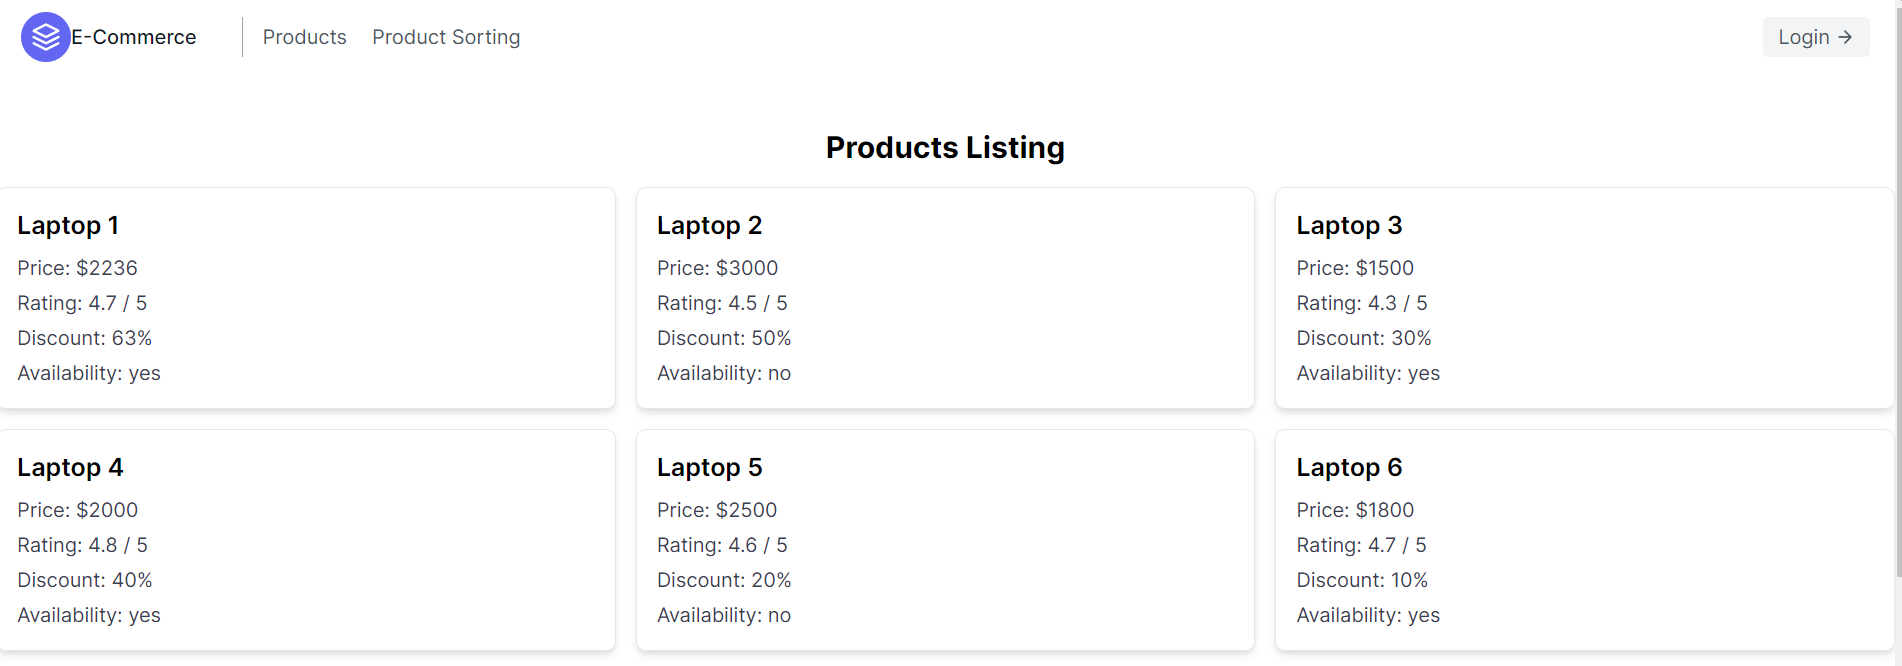 E-Commerce
Products
Product Sorting
Login →
Products Listing
Laptop 1
Price: $2236
Rating: 4.7 / 5
Discount: 63%
Availability: yes
Laptop 2
Price: $3000
Rating: 4.5 / 5
Discount: 50%
Availability: no
Laptop 3
Price: $1500
Rating: 4.3 / 5
Discount: 30%
Availability: yes
Laptop 4
Price: $2000
Rating: 4.8 / 5
Discount: 40%
Availability: yes
Laptop 5
Price: $2500
Rating: 4.6 / 5
Discount: 20%
Availability: no
Laptop 6
Price: $1800
Rating: 4.7 / 5
Discount: 10%
Availability: yes